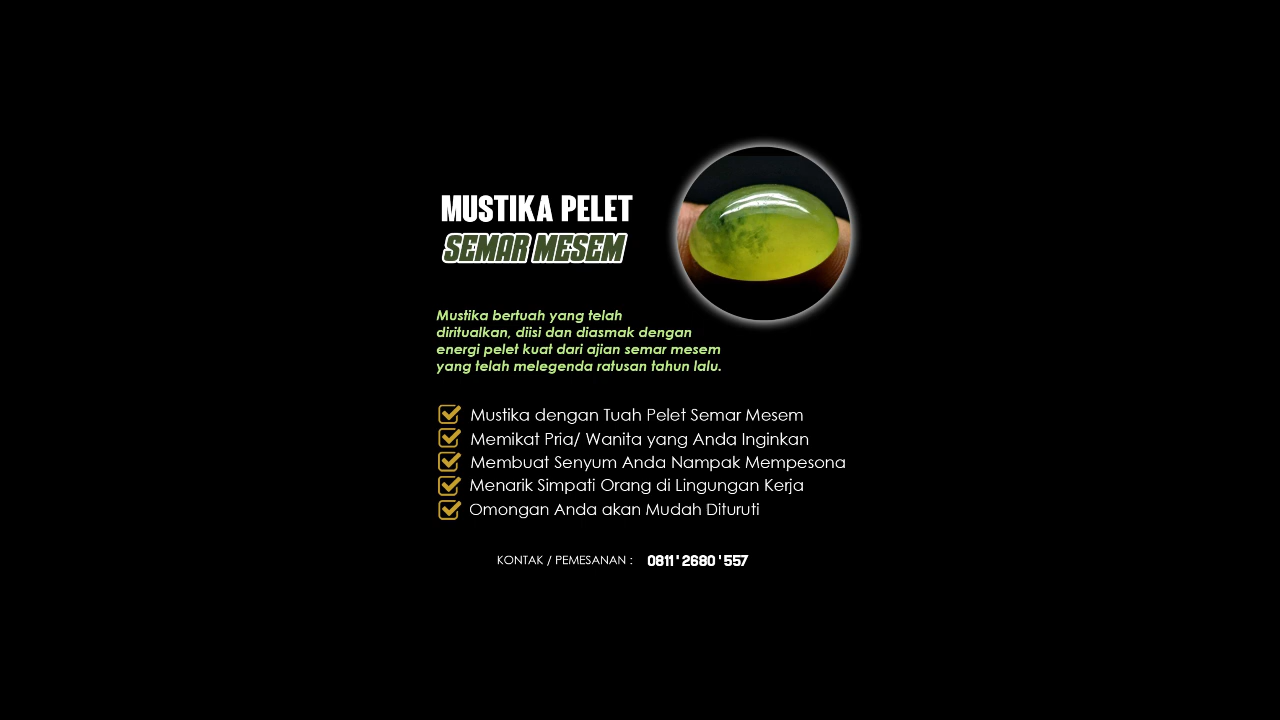 MUSTIKA PELET
SEMAR MESEM
Mustika bertuah yang telah
diritualkan, diisi dan diasmak dengan
energi pelet kuat dari ajian semar mesem
yang telah melegenda ratusan tahun lalu.
Mustika dengan Tuah Pelet Semar Mesem
Memikat Pria/ Wanita yang Anda Inginkan
Membuat Senyum Anda Nampak Mempesona
Menarik Simpati Orang di Lingungan Kerja
Omongan Anda akan Mudah Dituruti
KONTAK / PEMESANAN : 0811'2680'557